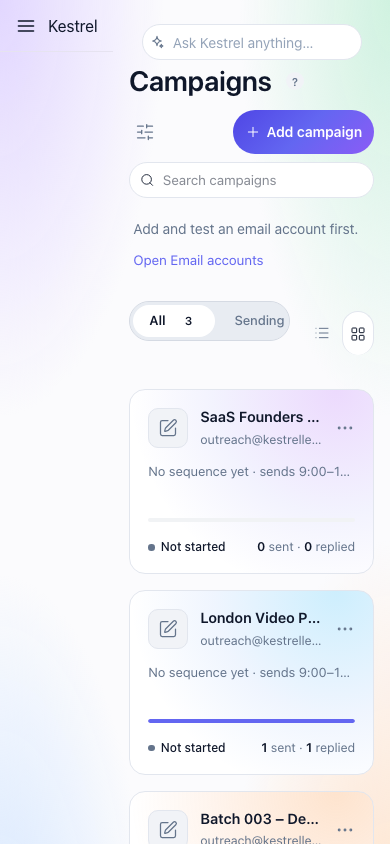 Kestrel
Ask Kestrel anything...
Campaigns ?
Add campaign
Search campaigns
Add and test an email account first.
Open Email accounts
All 3 Sending
SaaS Founders ...
outreach@kestrelle...
No sequence yet · sends 9:00–1...
Not started 0 sent · 0 replied
London Video P...
outreach@kestrelle...
No sequence yet · sends 9:00–1...
Not started 1 sent · 1 replied
Batch 003 – De...
outreach@kestrelle...